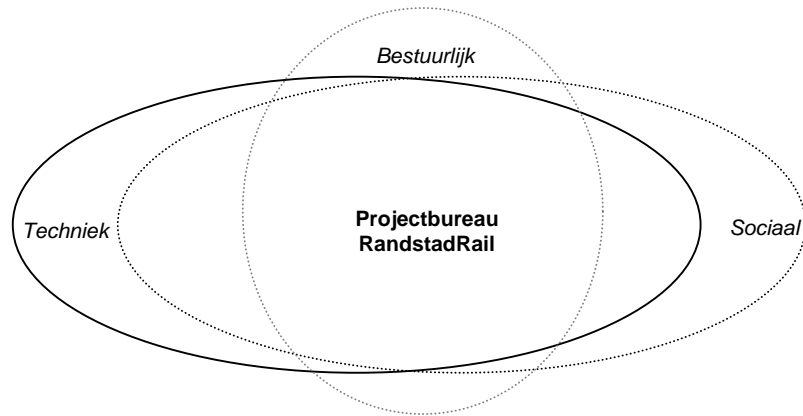 Bestuurlijk
Techniek
Projectbureau
RandstadRail
Sociaal